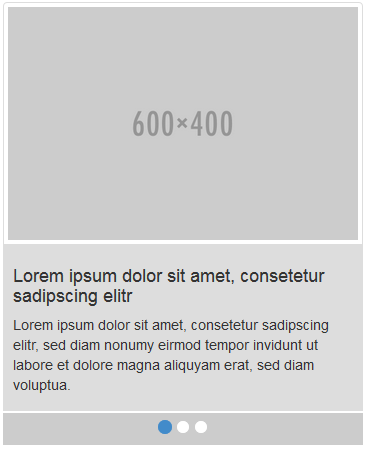 600×400
Lorem ipsum dolor sit amet, consetetur
sadipscing elitr
Lorem ipsum dolor sit amet, consetetur sadipscing
elitr, sed diam nonumy eirmod tempor invidunt ut
labore et dolore magna aliquyam erat, sed diam
voluptua.